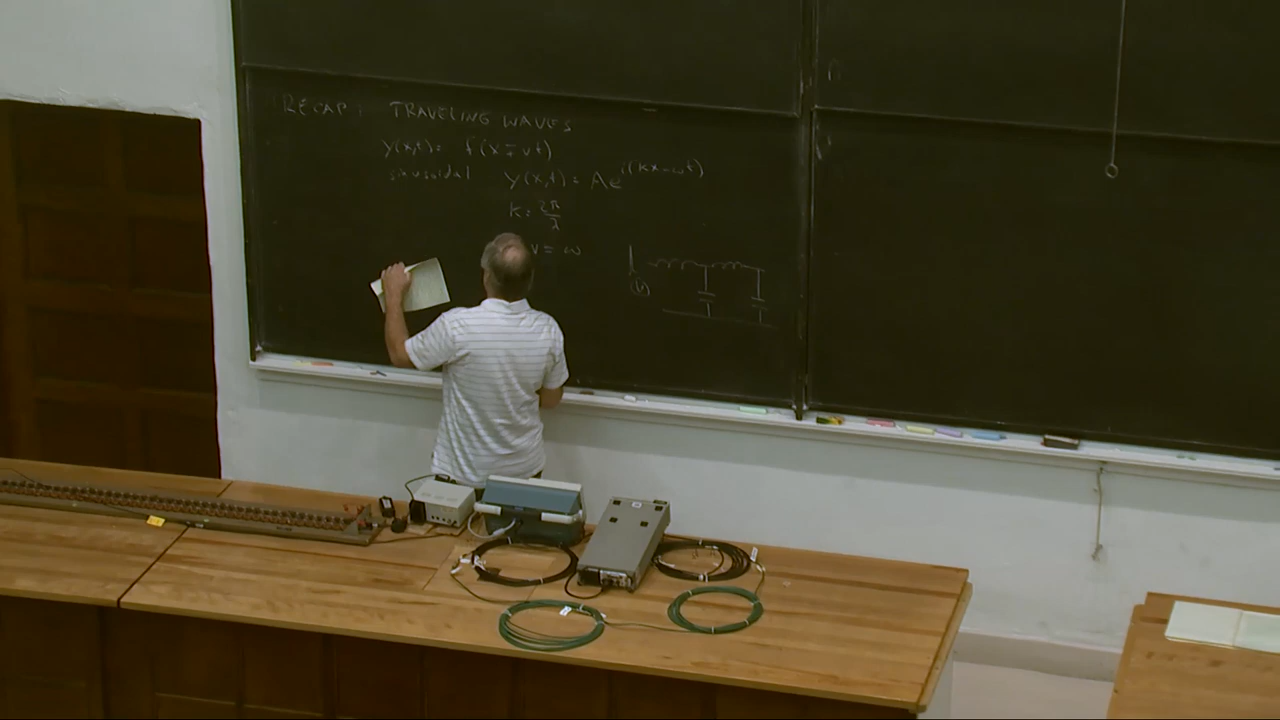 RECAP: TRAVELING WAVES
y(x,t) = f(x∓vt)
sinusoidal y(x,t) = Ae^i(kx-ωt)
k = 2π/λ
v = ω